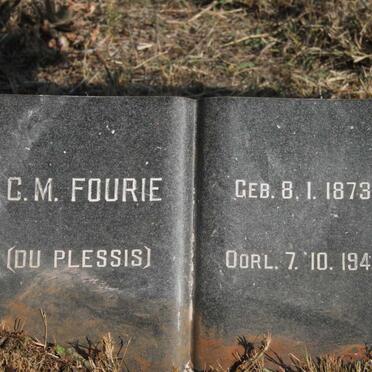 C. M. FOURIE
(DU PLESSIS)
GEB. 8. 1. 1873
OORL. 7. 10. 194